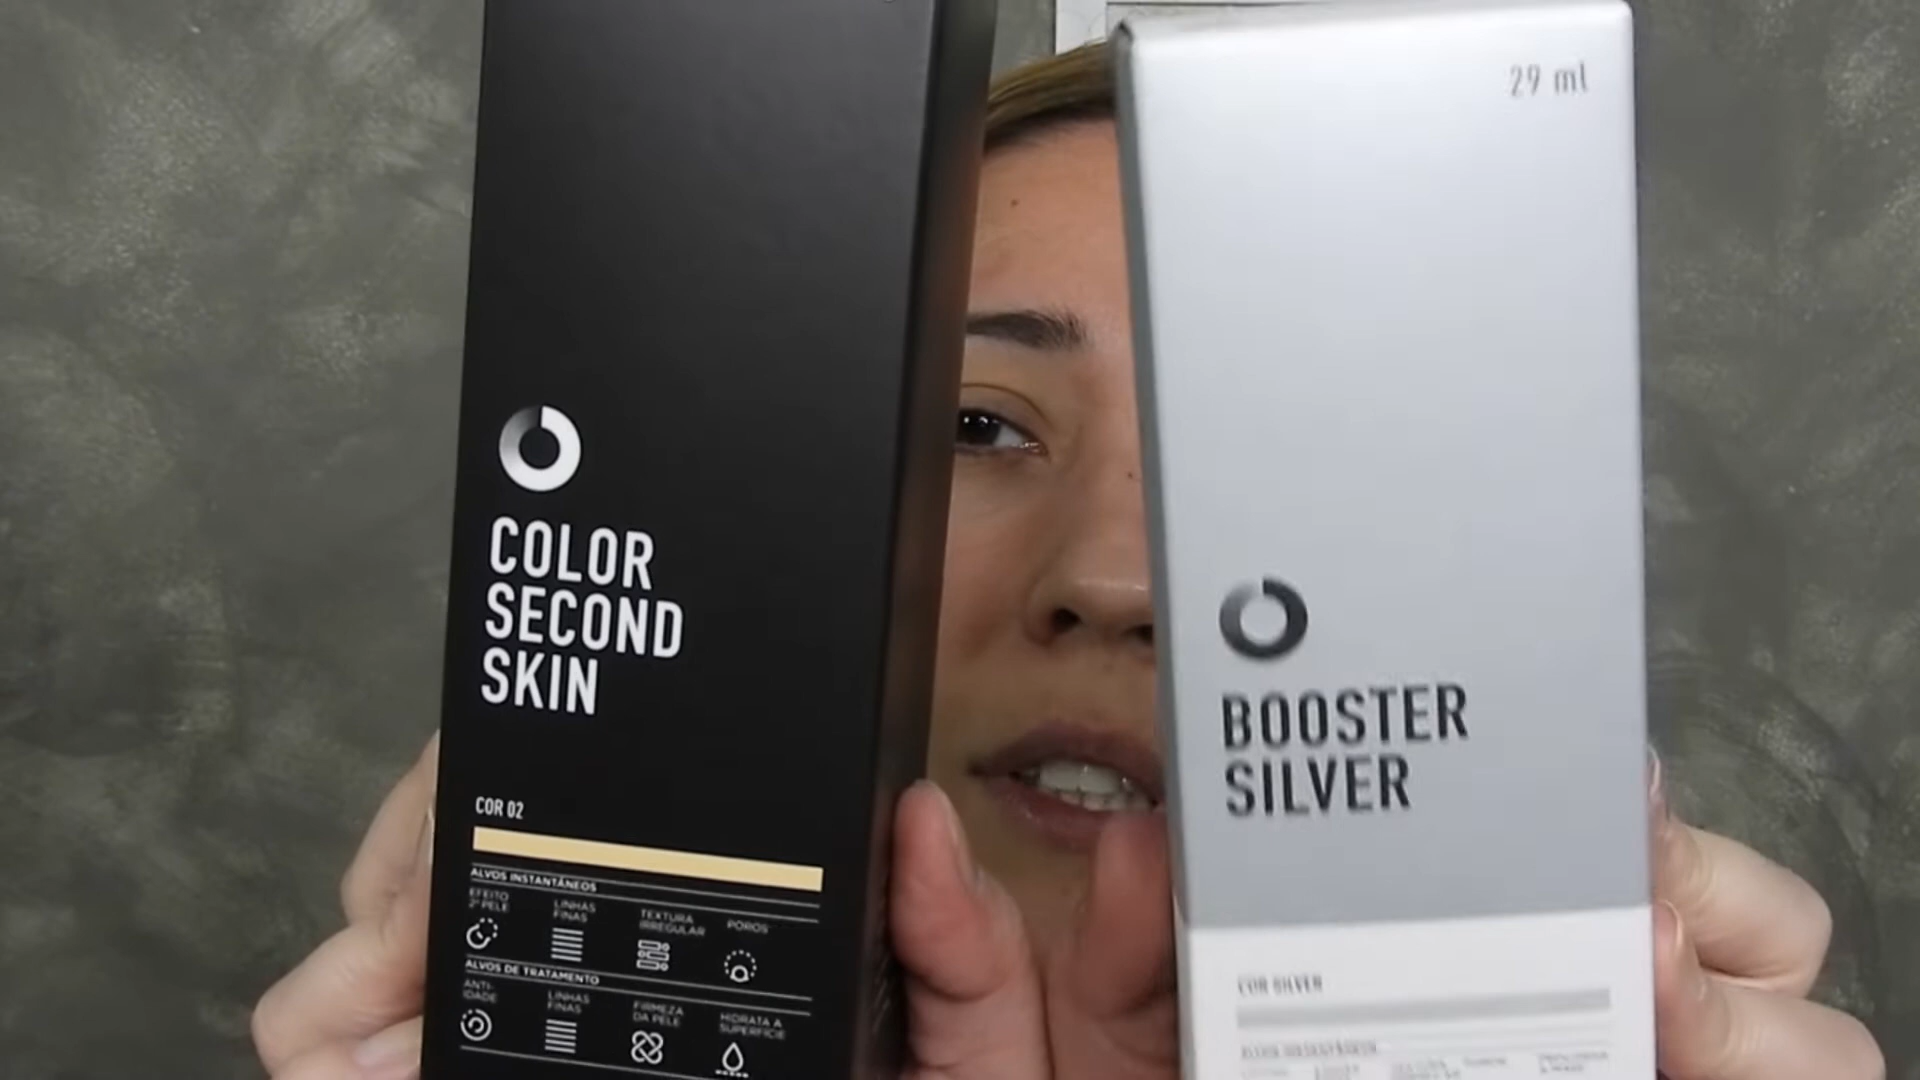 COLOR
SECOND
SKIN
COR 02
ALVOS INSTANTÂNEOS
EFEITO
2ª PELE
LINHAS
FINAS
TEXTURA
IRREGULAR
POROS
ALVOS DE TRATAMENTO
ANTI-
IDADE
LINHAS
FINAS
FIRMEZA
DA PELE
HIDRATA A
SUPERFÍCIE
29 ml
BOOSTER
SILVER
COR SILVER